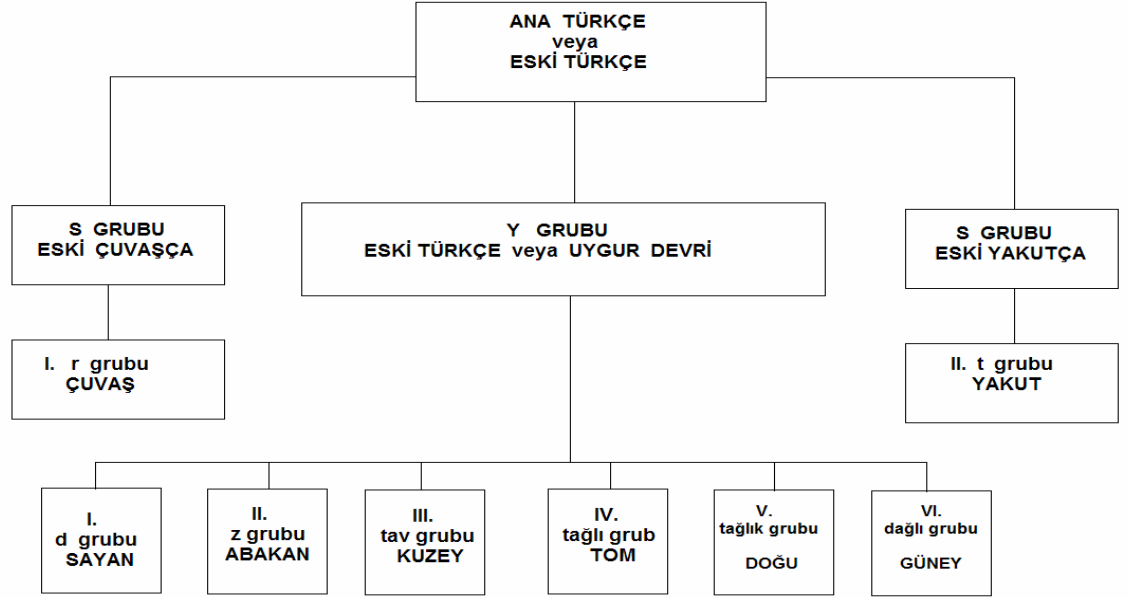 ANA TÜRKÇE
veya
ESKİ TÜRKÇE
S GRUBU
ESKİ ÇUVAŞÇA
Y GRUBU
ESKİ TÜRKÇE veya UYGUR DEVRİ
S GRUBU
ESKİ YAKUTÇA
I. r grubu
ÇUVAŞ
II. t grubu
YAKUT
I.
d grubu
SAYAN
II.
z grubu
ABAKAN
III.
tav grubu
KUZEY
IV.
tağlı grub
TOM
V.
tağlık grubu
DOĞU
VI.
dağlı grubu
GÜNEY